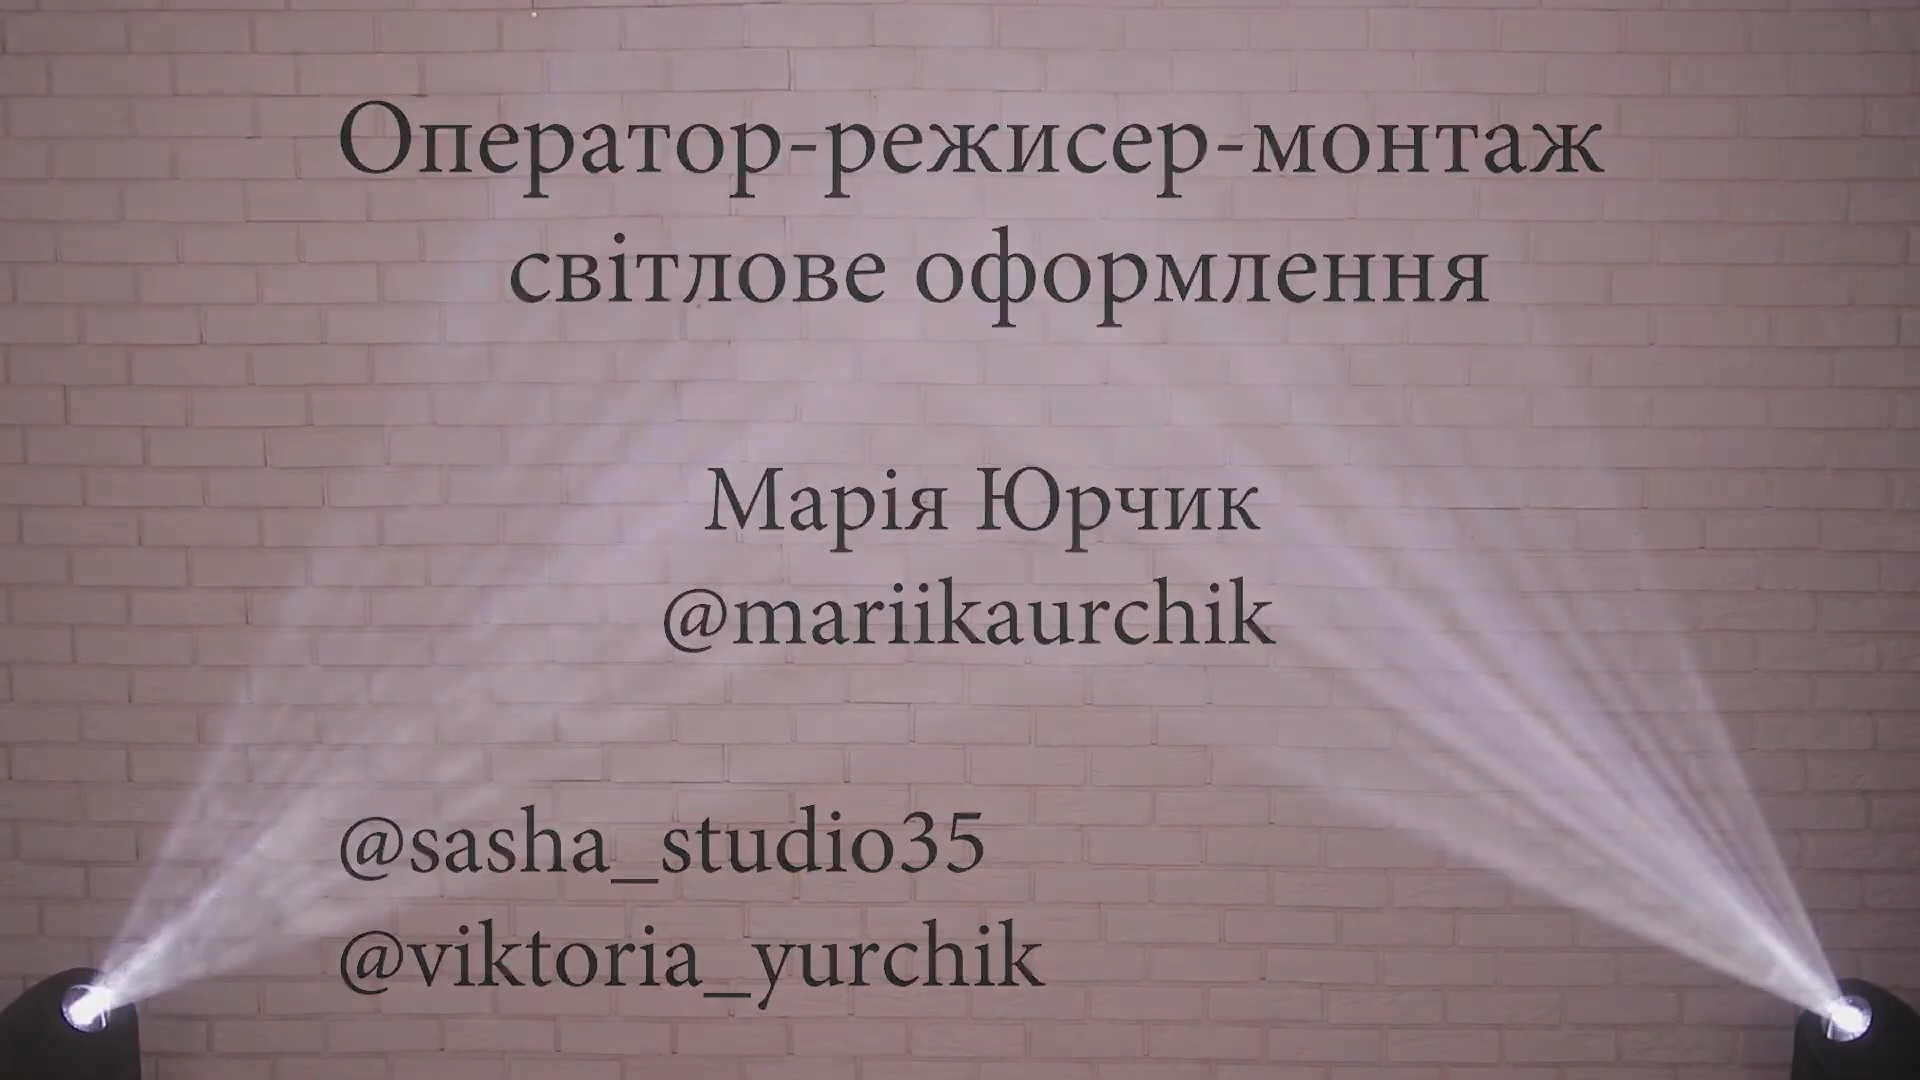 Оператор-режисер-монтаж
світлове оформлення
Марія Юрчик
@mariikaurchik
@sasha_studio35
@viktoria_yurchik